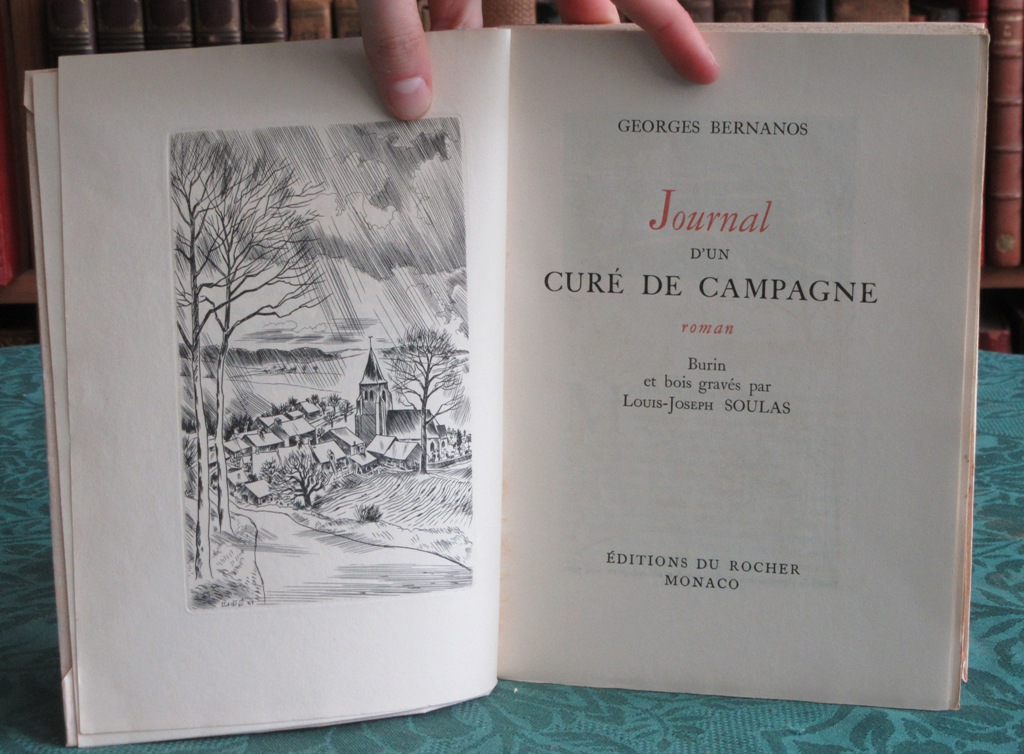 GEORGES BERNANOS
Journal
D'UN
CURÉ DE CAMPAGNE
roman
Burin
et bois gravés par
Louis-Joseph SOULAS
ÉDITIONS DU ROCHER
MONACO